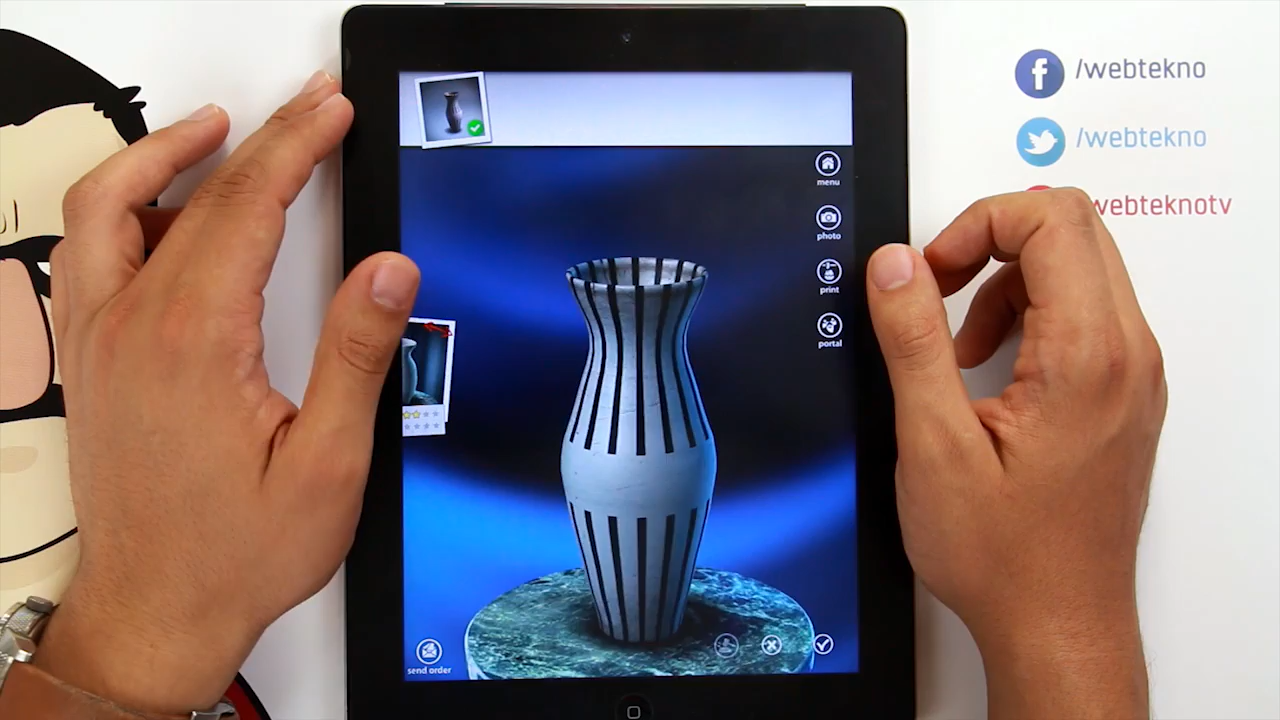 /webtekno
/webtekno
webteknotv
menu
photo
print
portal
send order